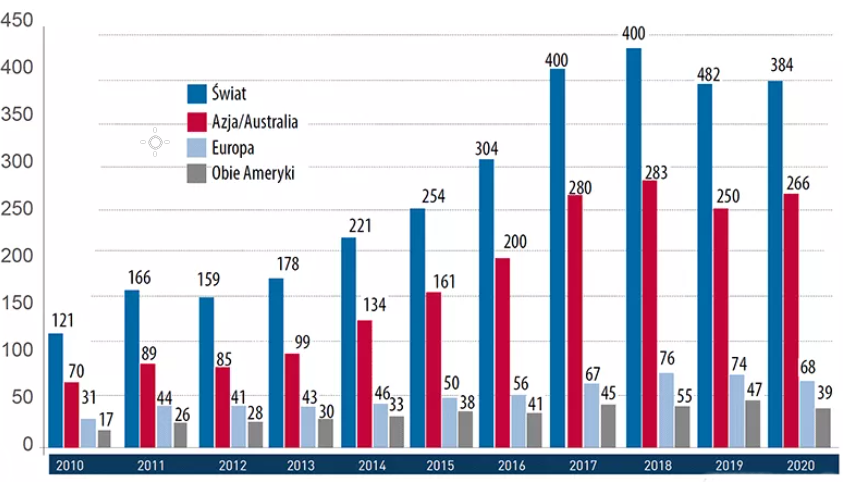 450
400
350
300
250
200
150
100
50
0
Świat
Azja/Australia
Europa
Obie Ameryki
121 70 31 17
166 89 44 26
159 85 41 28
178 99 43 30
221 134 46 33
254 161 50 38
304 200 56 41
400 280 67 45
400 283 76 55
482 250 74 47
384 266 68 39
2010 2011 2012 2013 2014 2015 2016 2017 2018 2019 2020